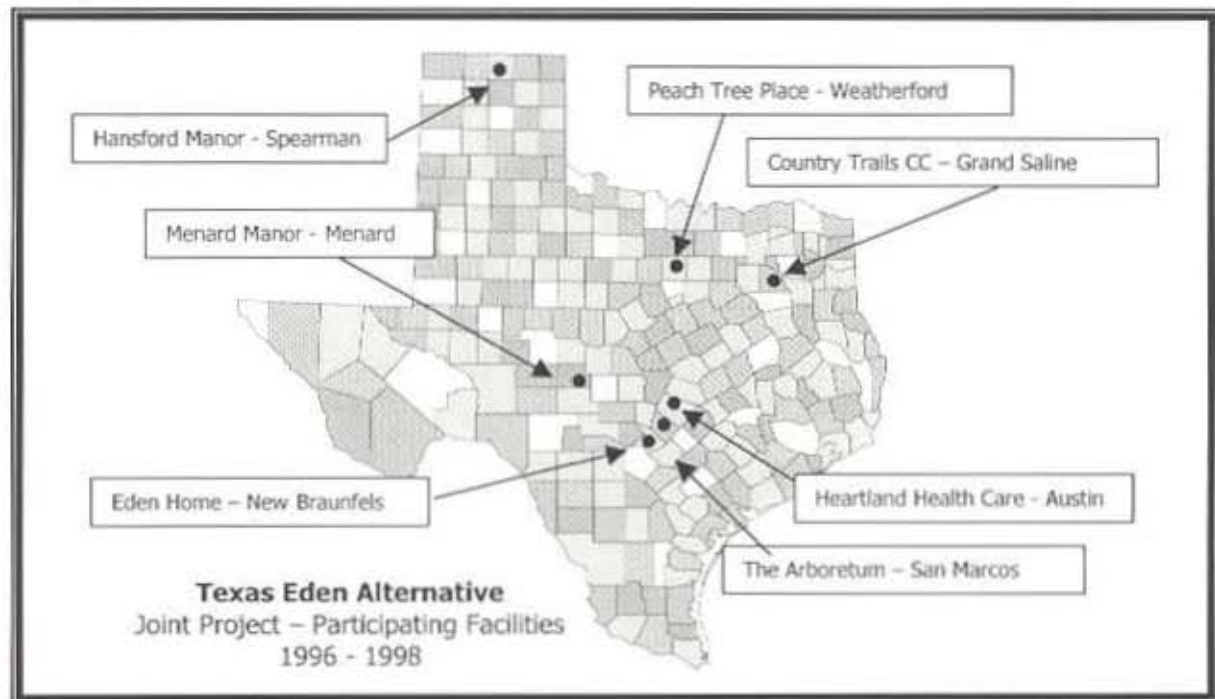 Peach Tree Place - Weatherford
Hansford Manor - Spearman
Country Trails CC – Grand Saline
Menard Manor - Menard
Eden Home – New Braunfels
Heartland Health Care - Austin
The Arboretum – San Marcos
Texas Eden Alternative
Joint Project – Participating Facilities
1996 - 1998